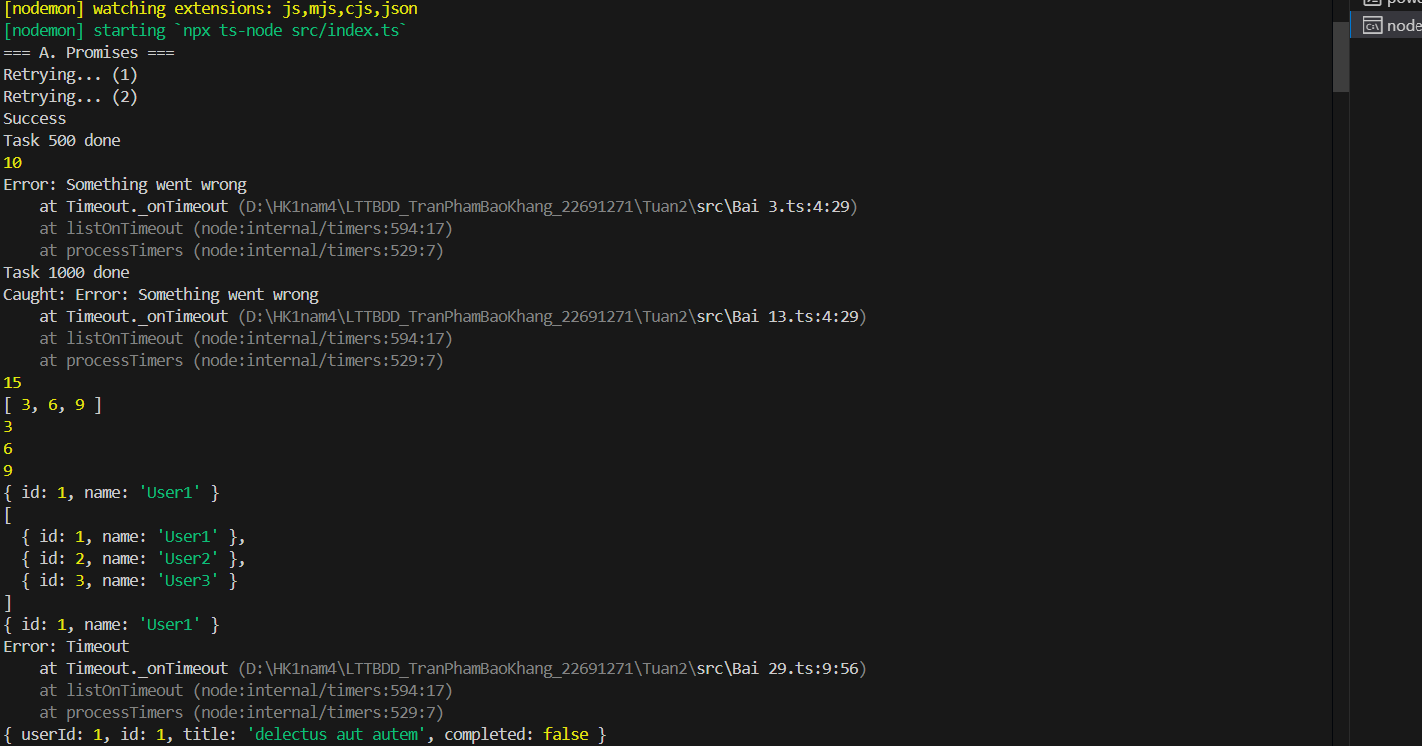 [nodemon] watching extensions: js,mjs,cjs,json
[nodemon] starting `npx ts-node src/index.ts`
=== A. Promises ===
Retrying... (1)
Retrying... (2)
Success
Task 500 done
10
Error: Something went wrong
    at Timeout._onTimeout (D:\HK1nam4\LTTBDD_TranPhamBaoKhang_22691271\Tuan2\src\Bai 3.ts:4:29)
    at listOnTimeout (node:internal/timers:594:17)
    at processTimers (node:internal/timers:529:7)
Task 1000 done
Caught: Error: Something went wrong
    at Timeout._onTimeout (D:\HK1nam4\LTTBDD_TranPhamBaoKhang_22691271\Tuan2\src\Bai 13.ts:4:29)
    at listOnTimeout (node:internal/timers:594:17)
    at processTimers (node:internal/timers:529:7)
15
[ 3, 6, 9 ]
3
6
9
{ id: 1, name: 'User1' }
[
  { id: 1, name: 'User1' },
  { id: 2, name: 'User2' },
  { id: 3, name: 'User3' }
]
{ id: 1, name: 'User1' }
Error: Timeout
    at Timeout._onTimeout (D:\HK1nam4\LTTBDD_TranPhamBaoKhang_22691271\Tuan2\src\Bai 29.ts:9:56)
    at listOnTimeout (node:internal/timers:594:17)
    at processTimers (node:internal/timers:529:7)
{ userId: 1, id: 1, title: 'delectus aut autem', completed: false }
node